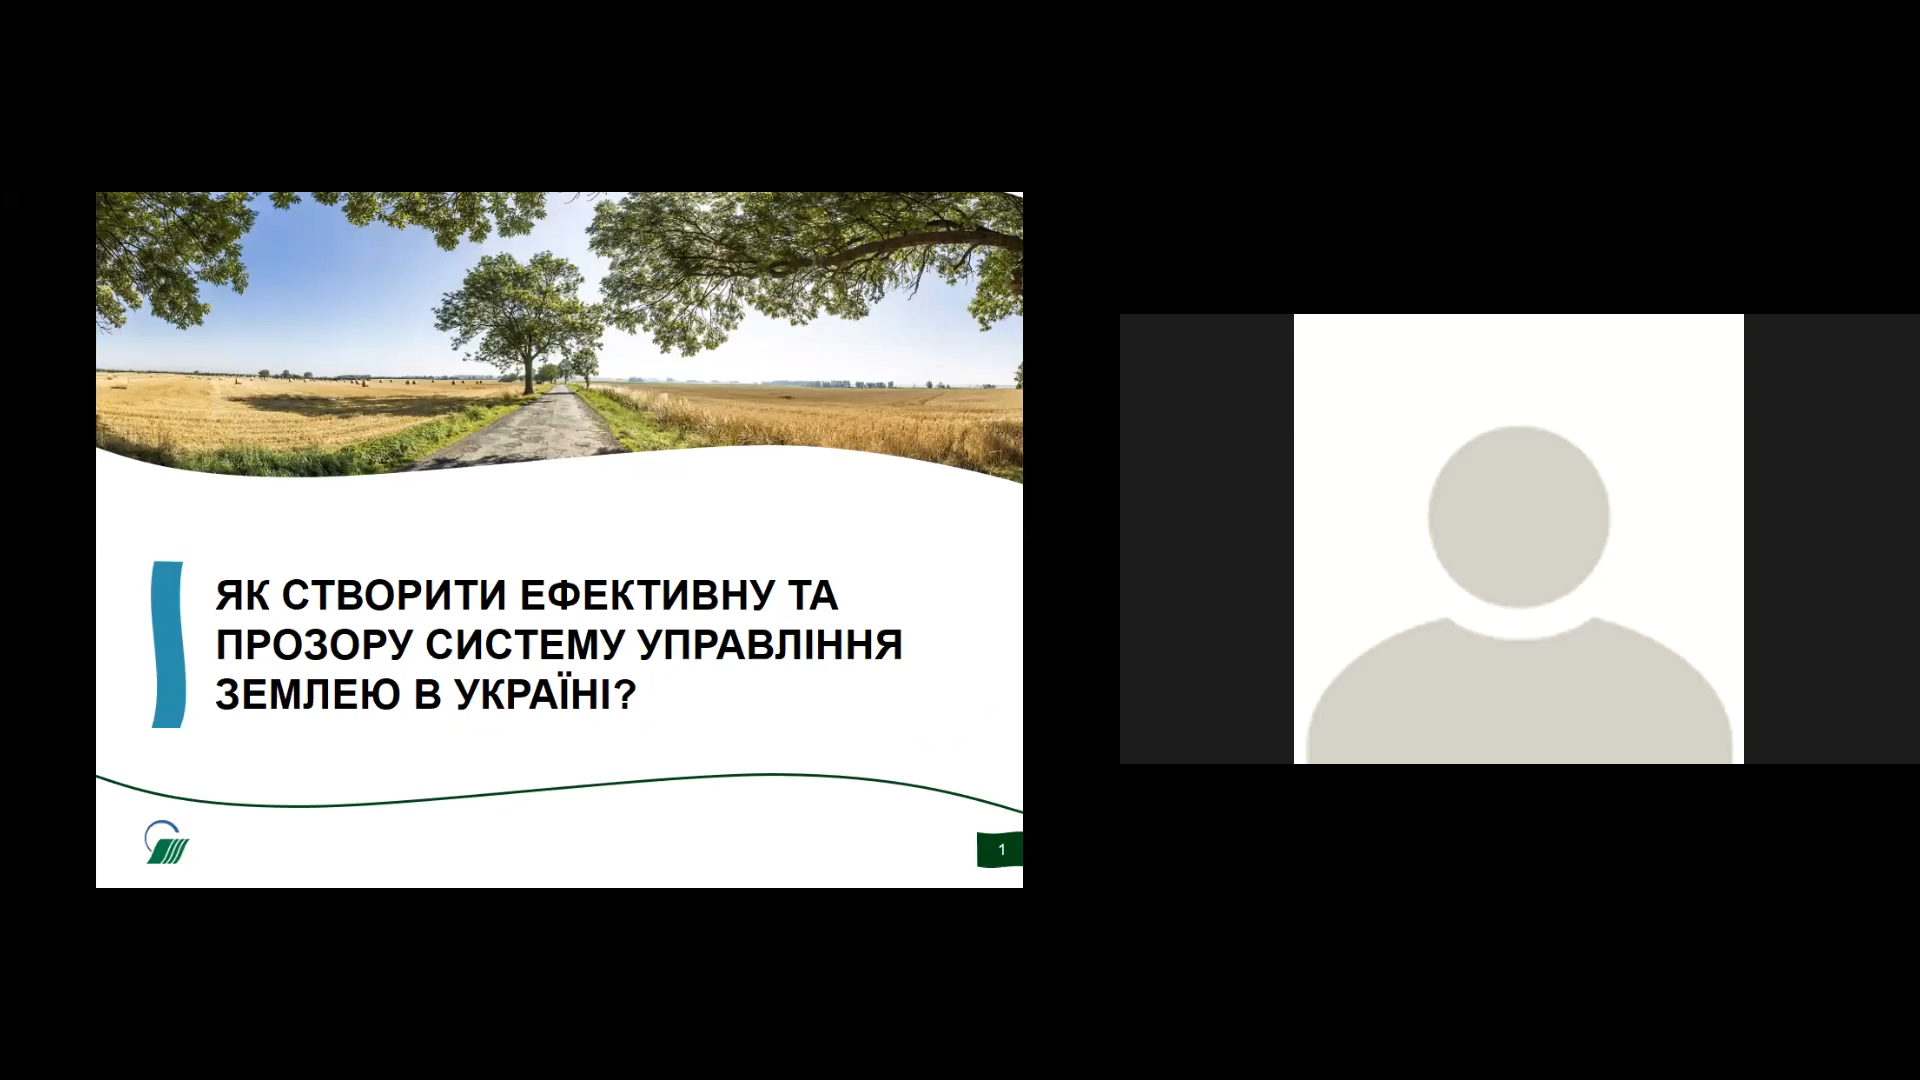 ЯК СТВОРИТИ ЕФЕКТИВНУ ТА
ПРОЗОРУ СИСТЕМУ УПРАВЛІННЯ
ЗЕМЛЕЮ В УКРАЇНІ?
1